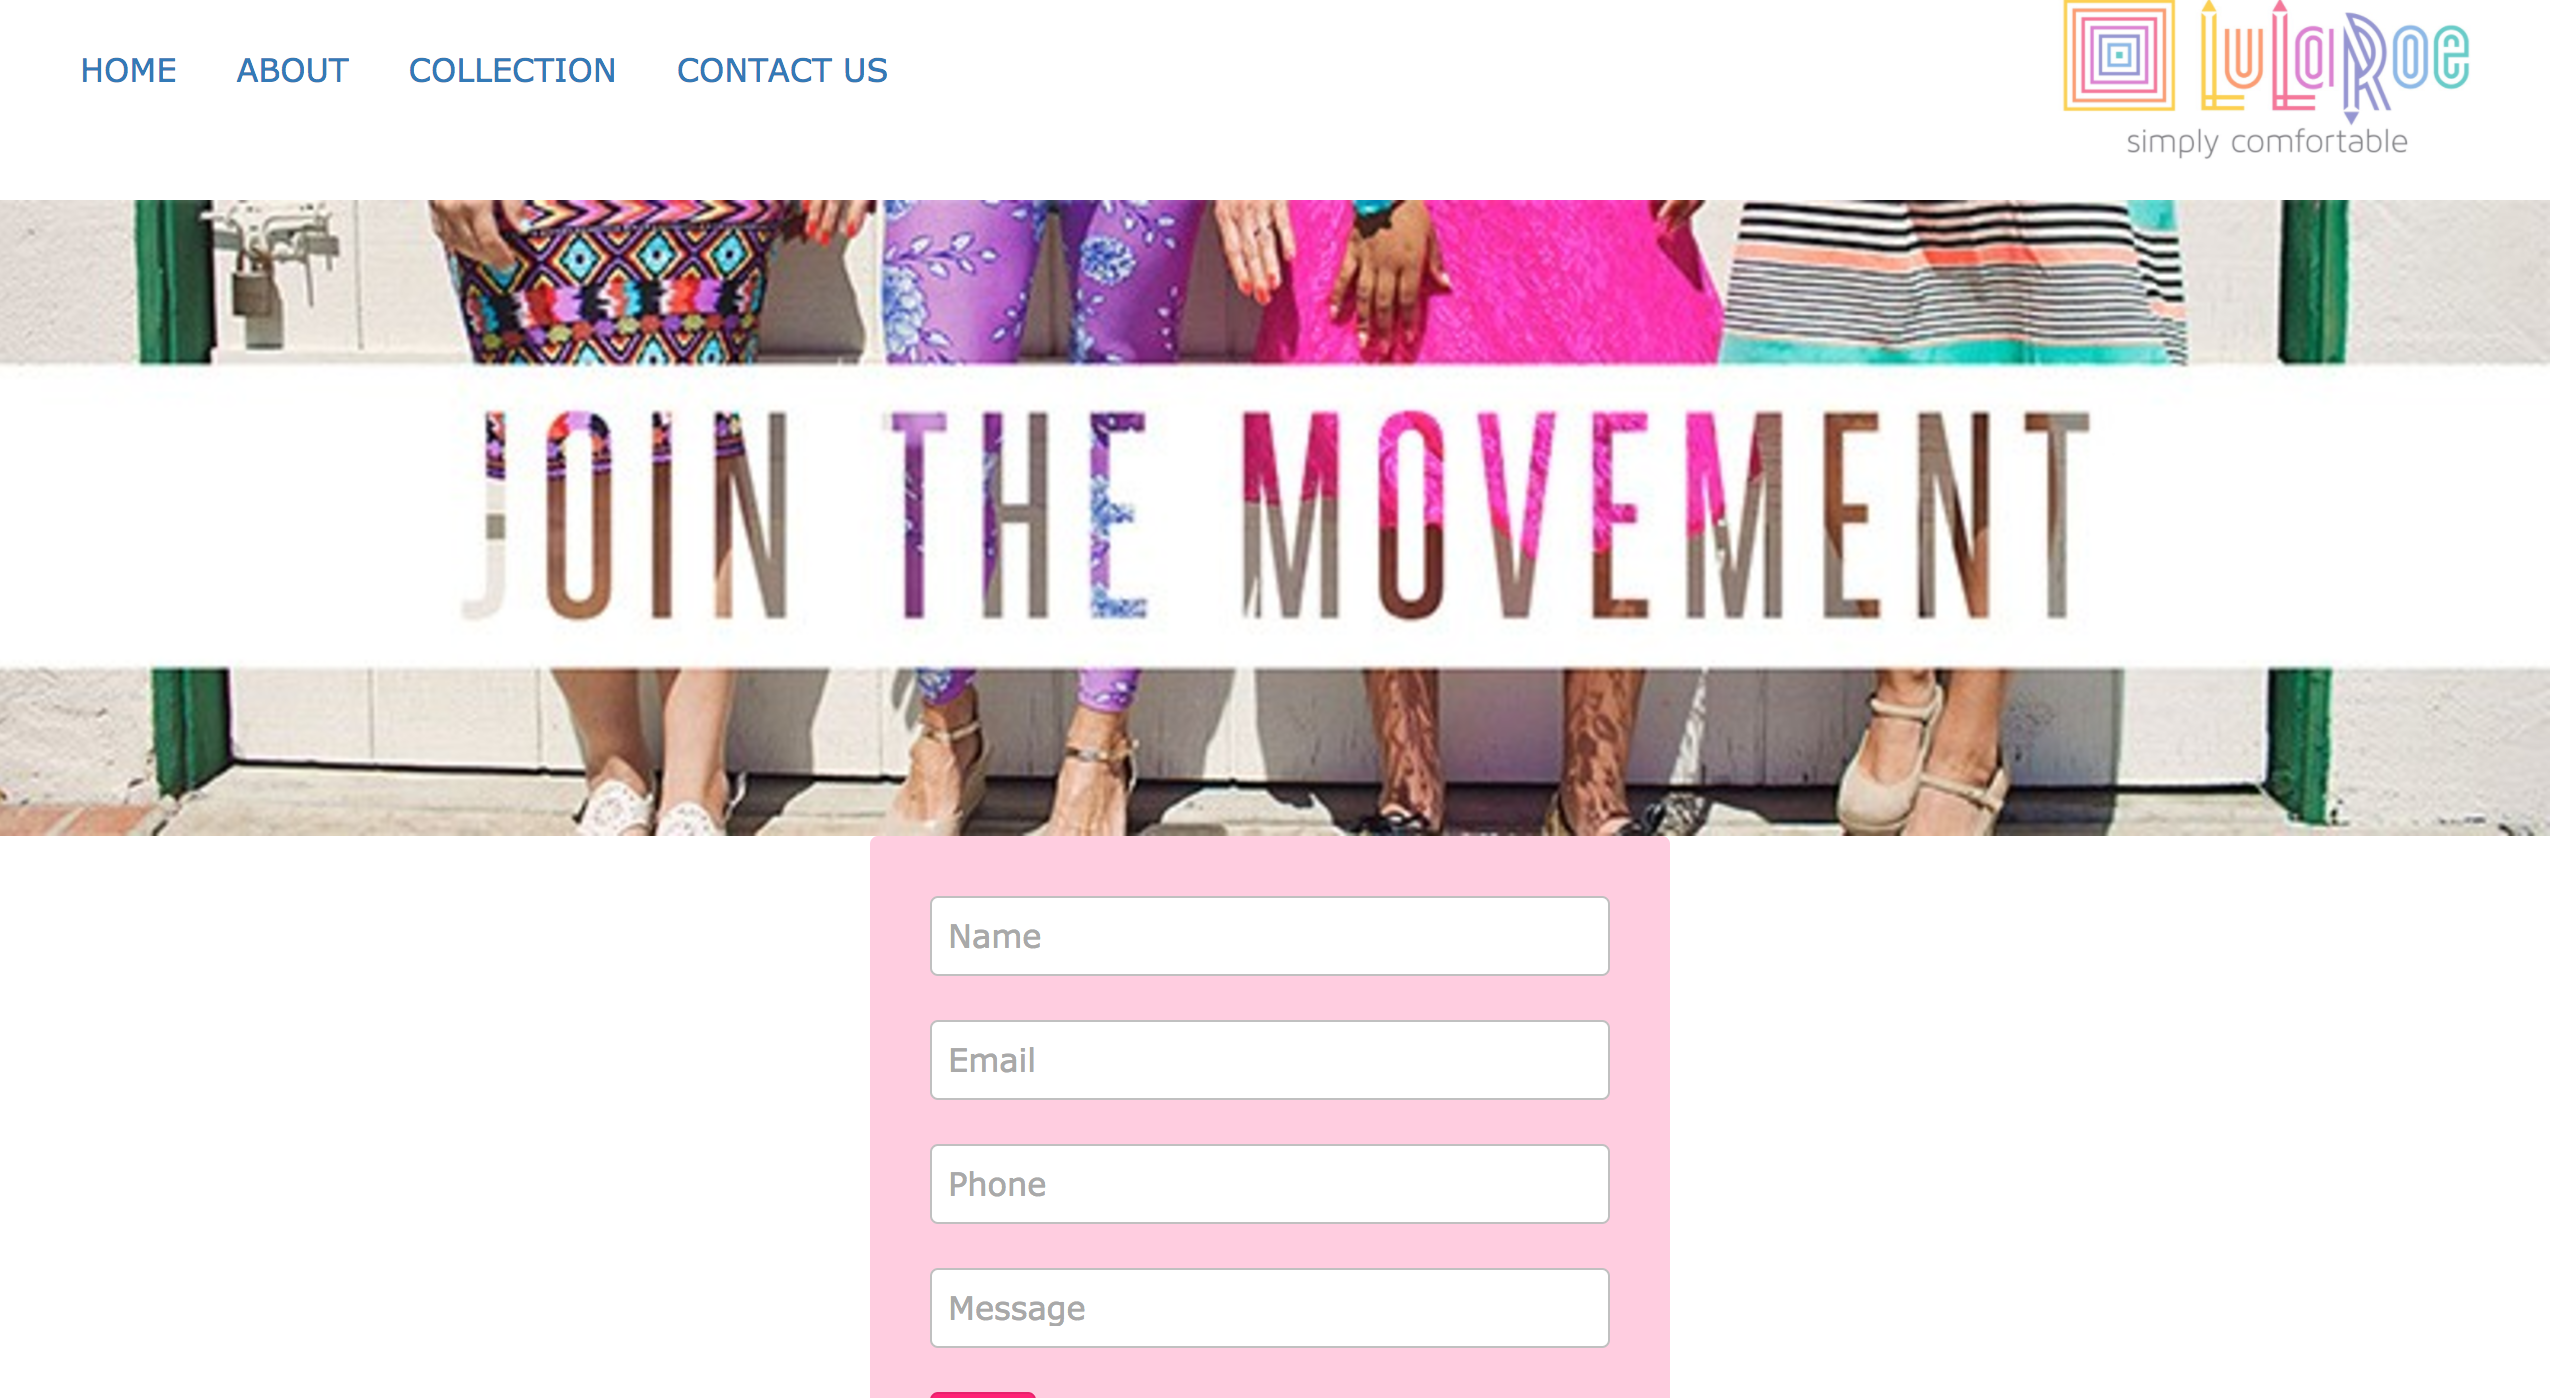 HOME ABOUT COLLECTION CONTACT US
LuLaRoe
simply comfortable
JOIN THE MOVEMENT
Name
Email
Phone
Message